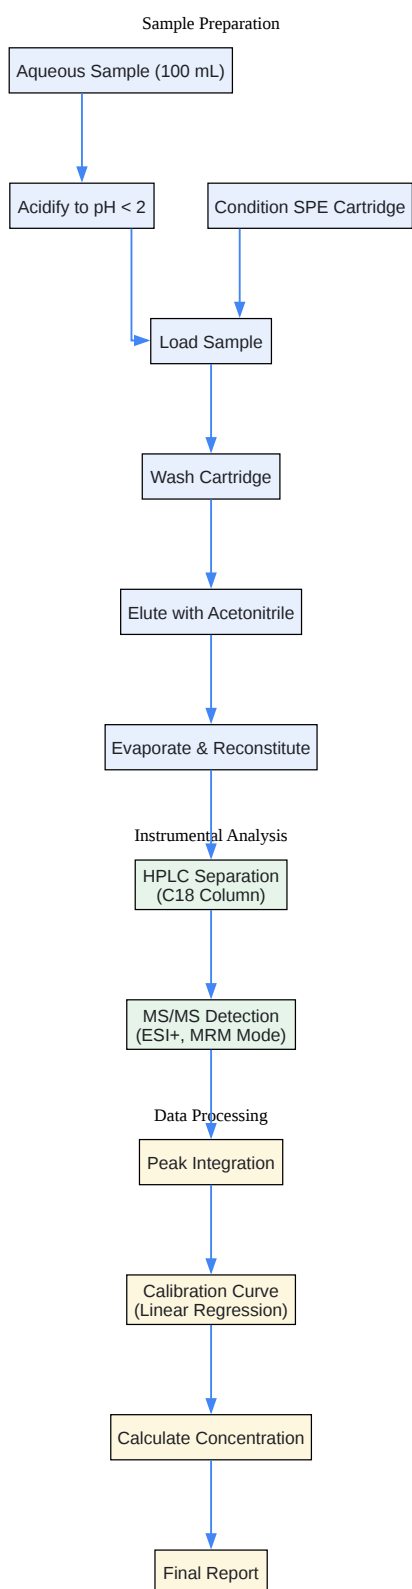 Sample Preparation
Aqueous Sample (100 mL)
Acidify to pH < 2
Condition SPE Cartridge
Load Sample
Wash Cartridge
Elute with Acetonitrile
Evaporate & Reconstitute
Instrumental Analysis
HPLC Separation
(C18 Column)
MS/MS Detection
(ESI+, MRM Mode)
Data Processing
Peak Integration
Calibration Curve
(Linear Regression)
Calculate Concentration
Final Report